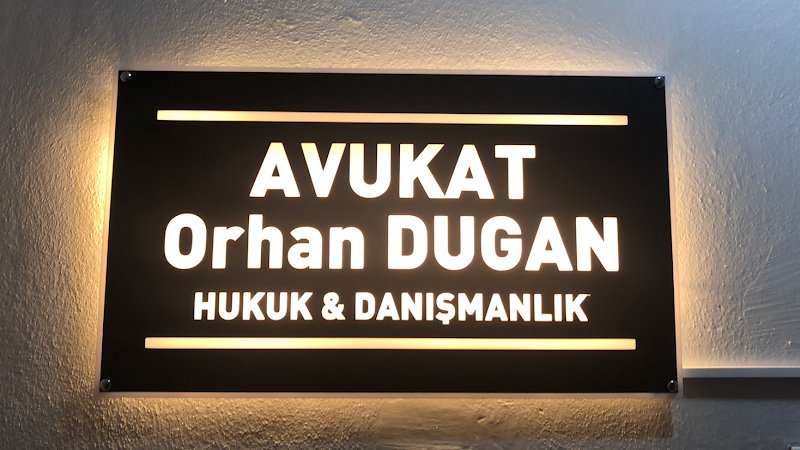 AVUKAT
Orhan DUGAN
HUKUK & DANIŞMANLIK